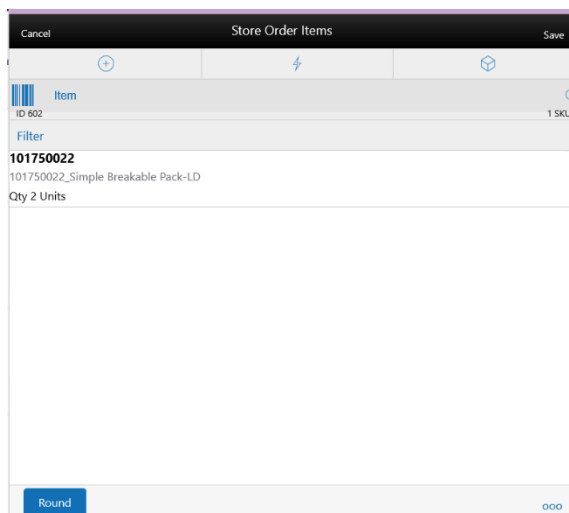 Cancel
Store Order Items
Save
Item
ID 602
1 SKU
Filter
101750022
101750022_Simple Breakable Pack-LD
Qty 2 Units
Round